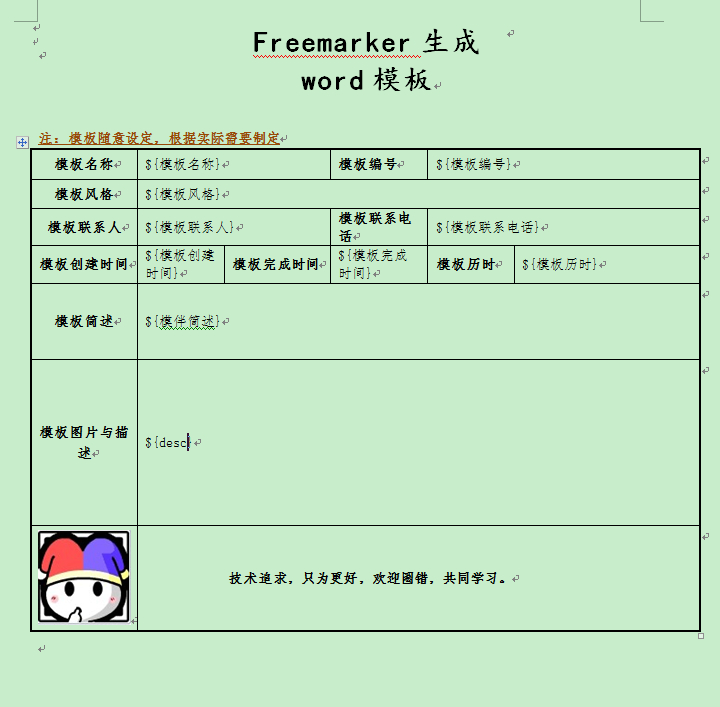 Freemarker 生成
word 模板
注：模板随意设定，根据实际需要制定
模板名称 ${模板名称} 模板编号 ${模板编号}
模板风格 ${模板风格}
模板联系人 ${模板联系人} 模板联系电
话 ${模板联系电话}
模板创建时间 ${模板创建
时间} 模板完成时间 ${模板完成
时间} 模板历时 ${模板历时}
模板简述 ${模伴简述}
模板图片与描
述 ${desc}
技术追求，只为更好，欢迎圈错，共同学习。